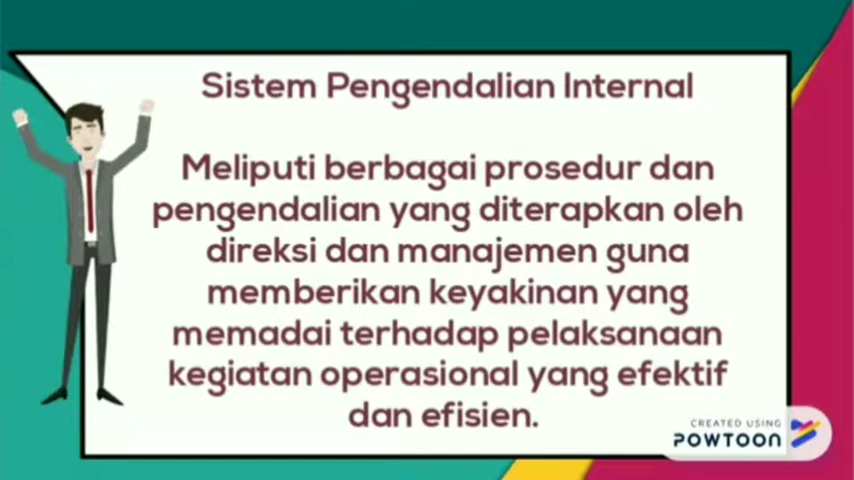 Sistem Pengendalian Internal
Meliputi berbagai prosedur dan
pengendalian yang diterapkan oleh
direksi dan manajemen guna
memberikan keyakinan yang
memadai terhadap pelaksanaan
kegiatan operasional yang efektif
dan efisien.
CREATED USING
POWTOON